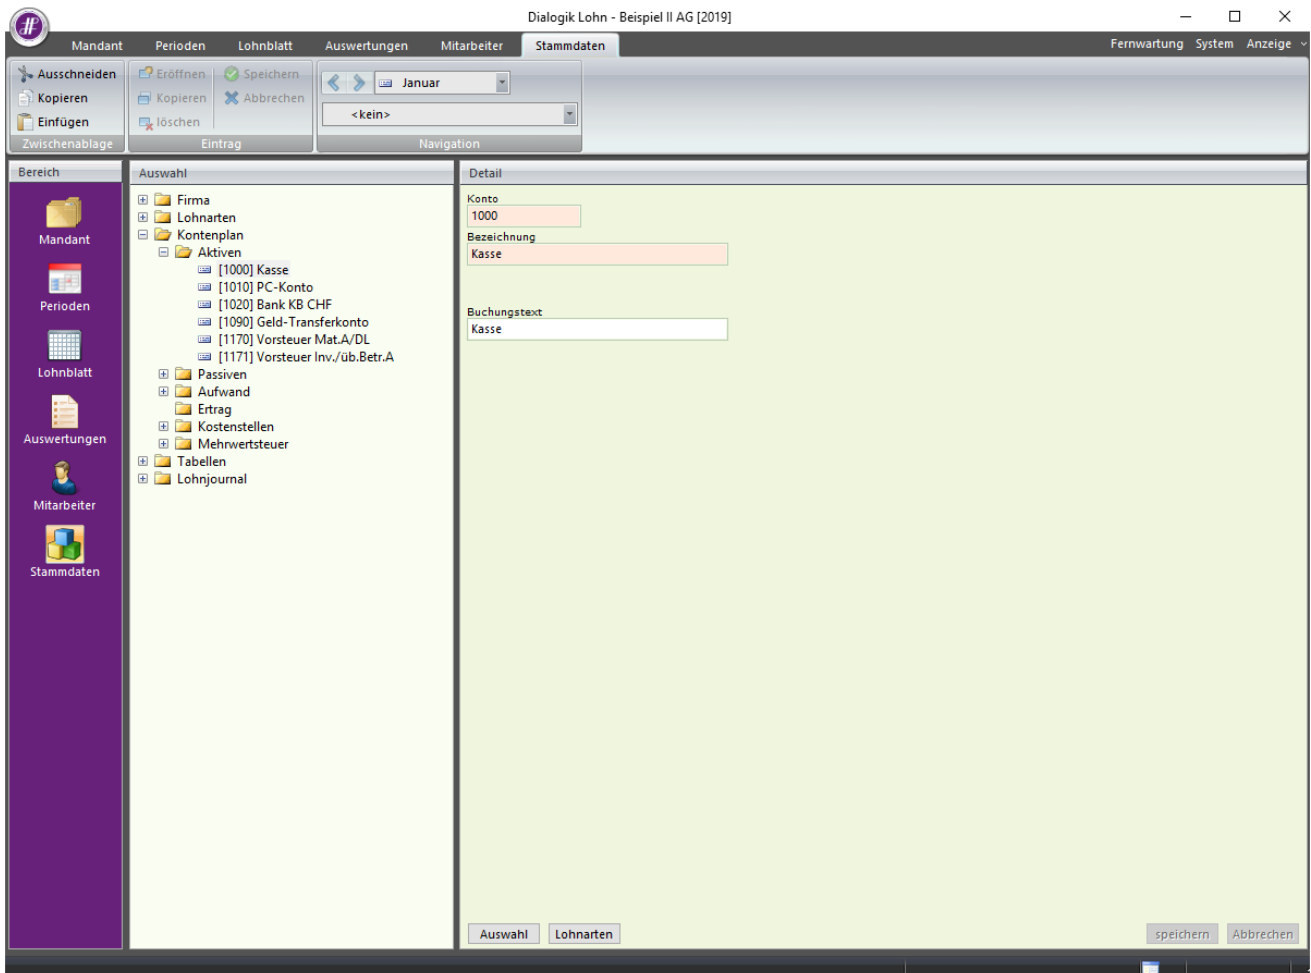 Dialogik Lohn - Beispiel II AG [2019]
Mandant Perioden Lohnblatt Auswertungen Mitarbeiter Stammdaten Fernwartung System Anzeige
Ausschneiden
Kopieren
Einfügen
Zwischenablage
Eröffnen Speichern
Kopieren Abbrechen
löschen
Eintrag
Januar
<kein>
Navigation
Bereich
Mandant
Perioden
Lohnblatt
Auswertungen
Mitarbeiter
Stammdaten
Auswahl
Firma
Lohnarten
Kontenplan
Aktiven
[1000] Kasse
[1010] PC-Konto
[1020] Bank KB CHF
[1090] Geld-Transferkonto
[1170] Vorsteuer Mat.A/DL
[1171] Vorsteuer Inv./üb.Betr.A
Passiven
Aufwand
Ertrag
Kostenstellen
Mehrwertsteuer
Tabellen
Lohnjournal
Detail
Konto
1000
Bezeichnung
Kasse
Buchungstext
Kasse
Auswahl Lohnarten speichern Abbrechen